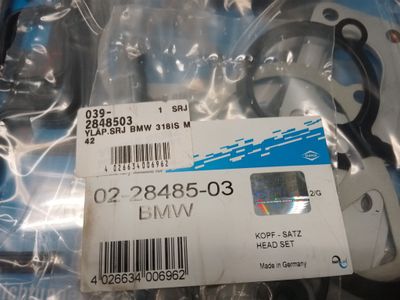 039- 1 SRJ
2848503
YLÄP.SRJ BMW 318IS M
42
4 026634 006962
02-28485-03
BMW
2/G
KOPF - SATZ
HEAD SET
Made in Germany
4 026634 006962